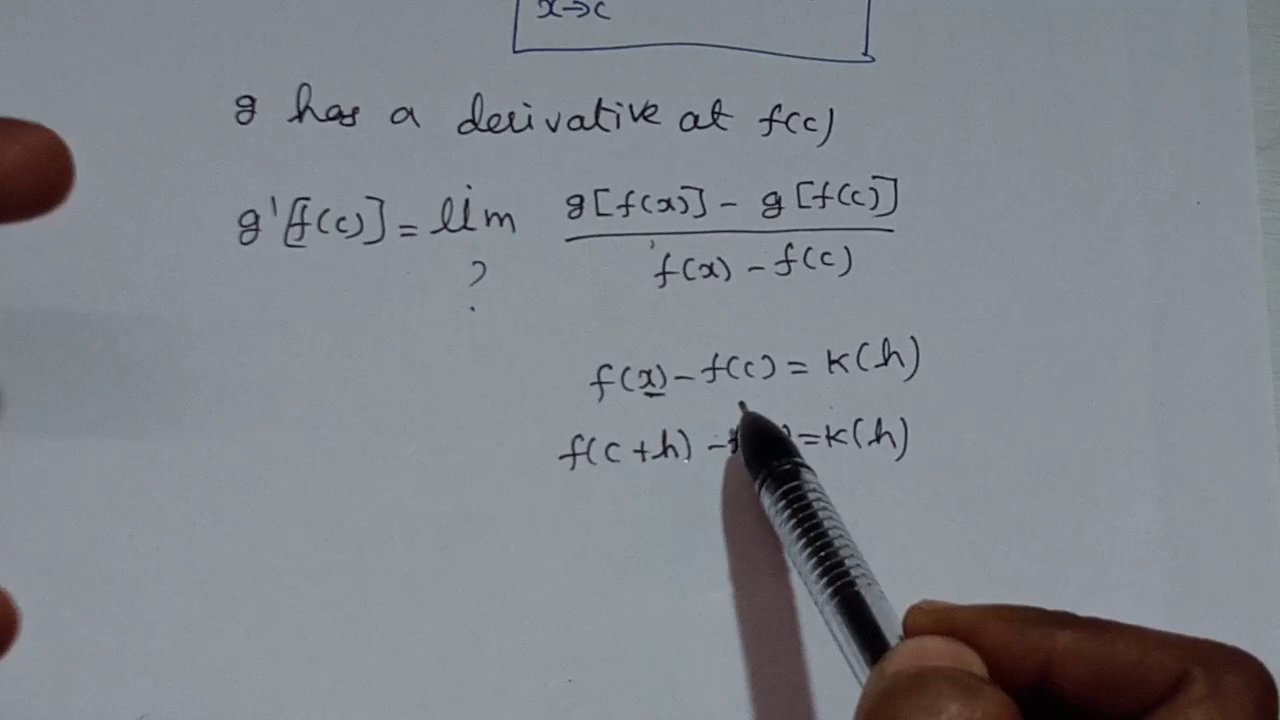 x→c
g has a derivative at f(c)
g'[f(c)] = lim g[f(x)] - g[f(c)]
? f(x) - f(c)
f(x) - f(c) = K(h)
f(c+h) - = K(h)